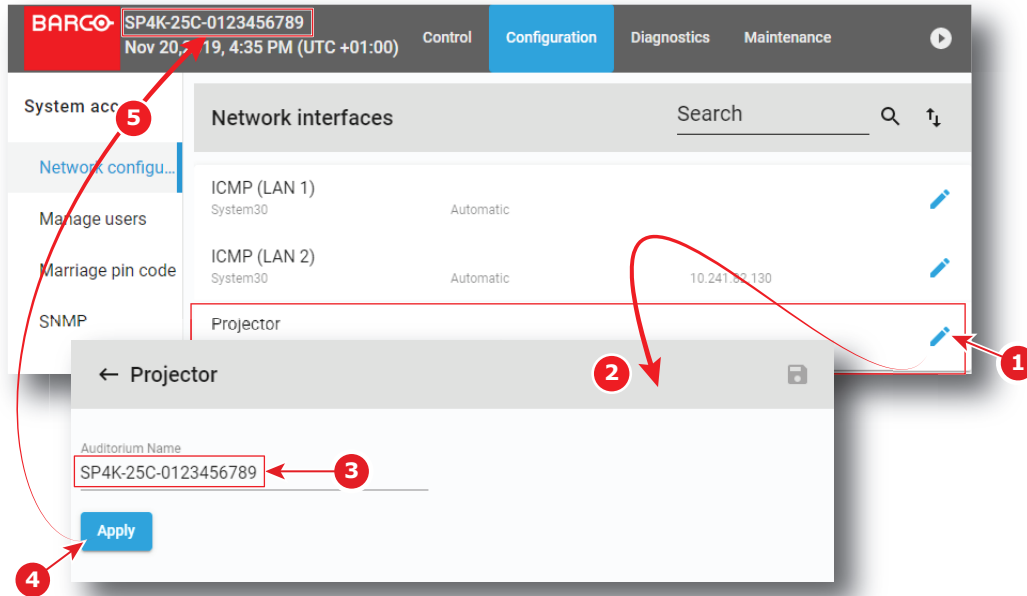 BARCO
SP4K-25C-0123456789
Nov 20,2019, 4:35 PM (UTC +01:00)
Control
Configuration
Diagnostics
Maintenance
System acc
5
Network interfaces
Search
Network configu...
ICMP (LAN 1)
System30
Automatic
Manage users
ICMP (LAN 2)
System30
Automatic
10.241.82.130
Marriage pin code
SNMP
Projector
1
← Projector
2
Auditorium Name
SP4K-25C-0123456789
3
Apply
4